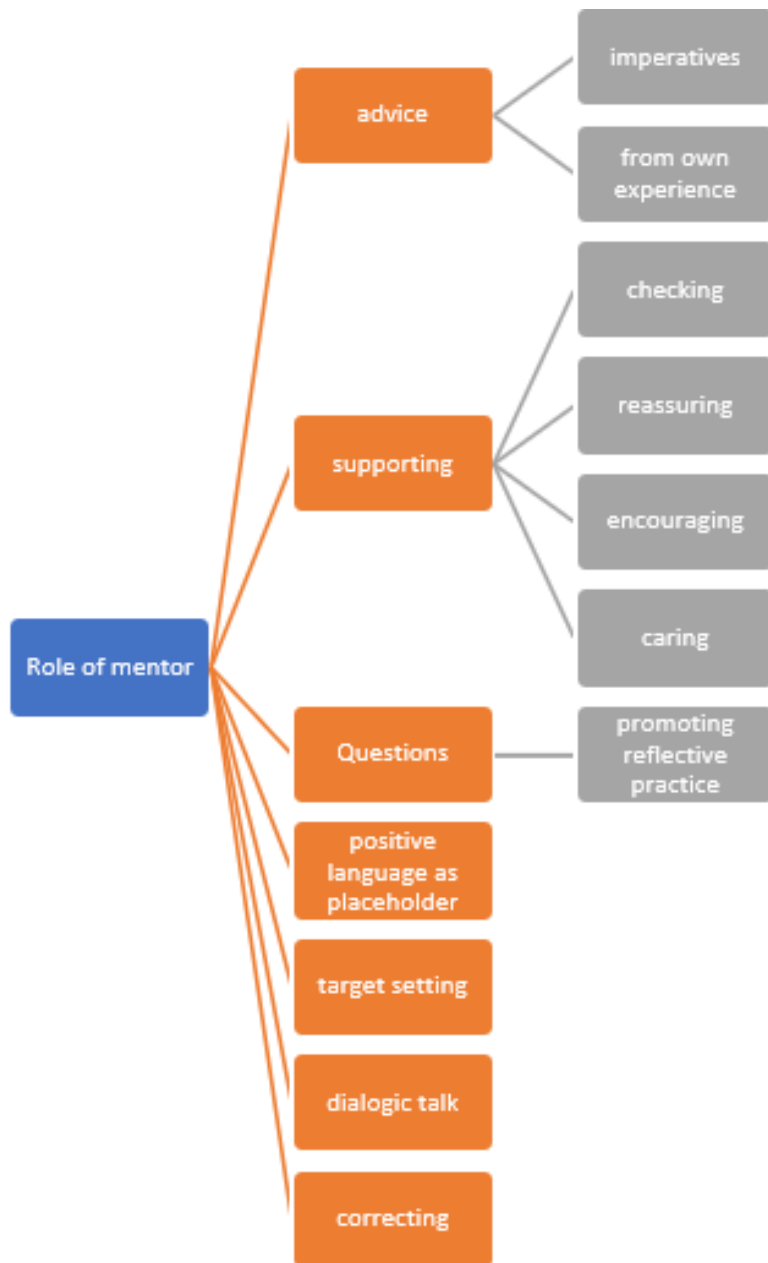 Role of mentor
advice
imperatives
from own
experience
supporting
checking
reassuring
encouraging
caring
Questions
promoting
reflective
practice
positive
language as
placeholder
target setting
dialogic talk
correcting